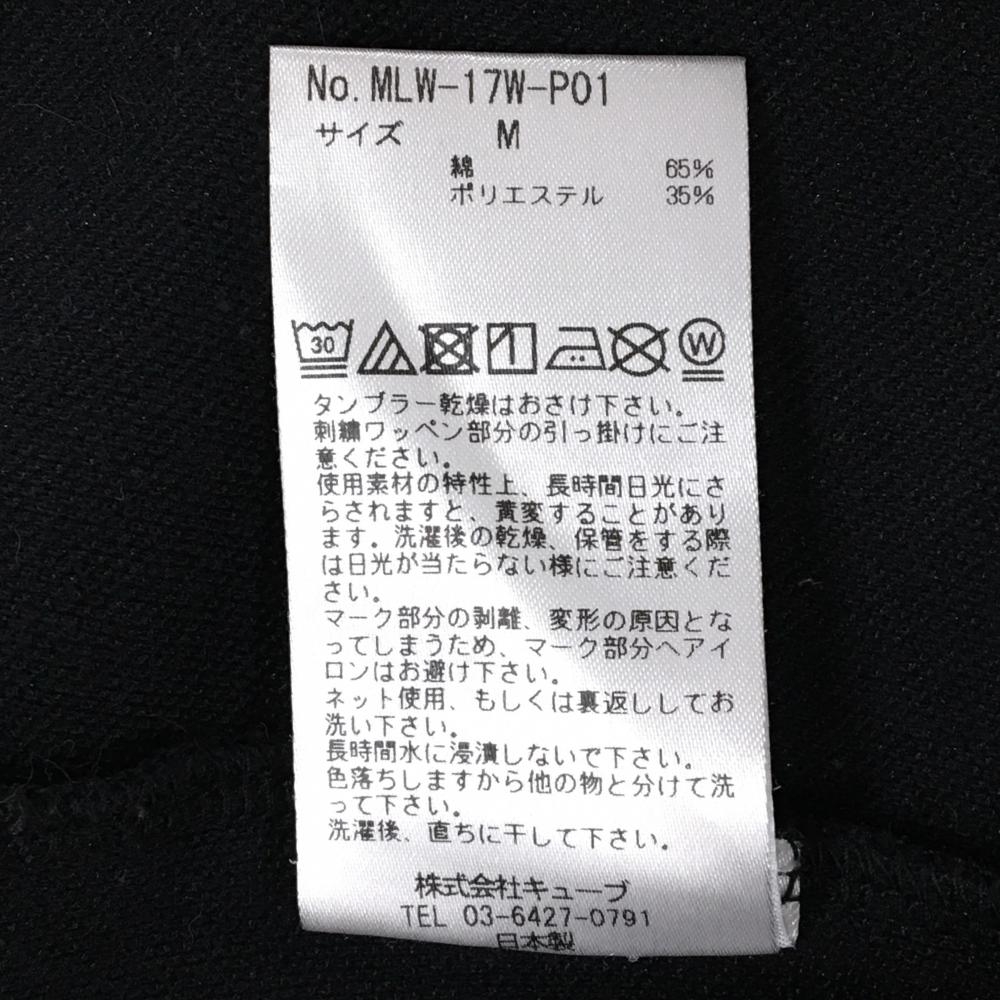 No. MLW-17W-P01
サイズ M
綿 65%
ポリエステル 35%
30 W
タンブラー乾燥はおさけ下さい。
刺繍ワッペン部分の引っ掛けにご注
意ください。
使用素材の特性上、長時間日光にさ
らされますと、黄変することがあり
ます。洗濯後の乾燥、保管をする際
は日光が当たらない様にご注意くだ
さい。
マーク部分の剥離、変形の原因とな
ってしまうため、マーク部分へアイ
ロンはお避け下さい。
ネット使用、もしくは裏返ししてお
洗い下さい。
長時間水に浸漬しないで下さい。
色落ちしますから他の物と分けて洗
って下さい。
洗濯後、直ちに干して下さい。
株式会社キューブ
TEL 03-6427-0791
日本製